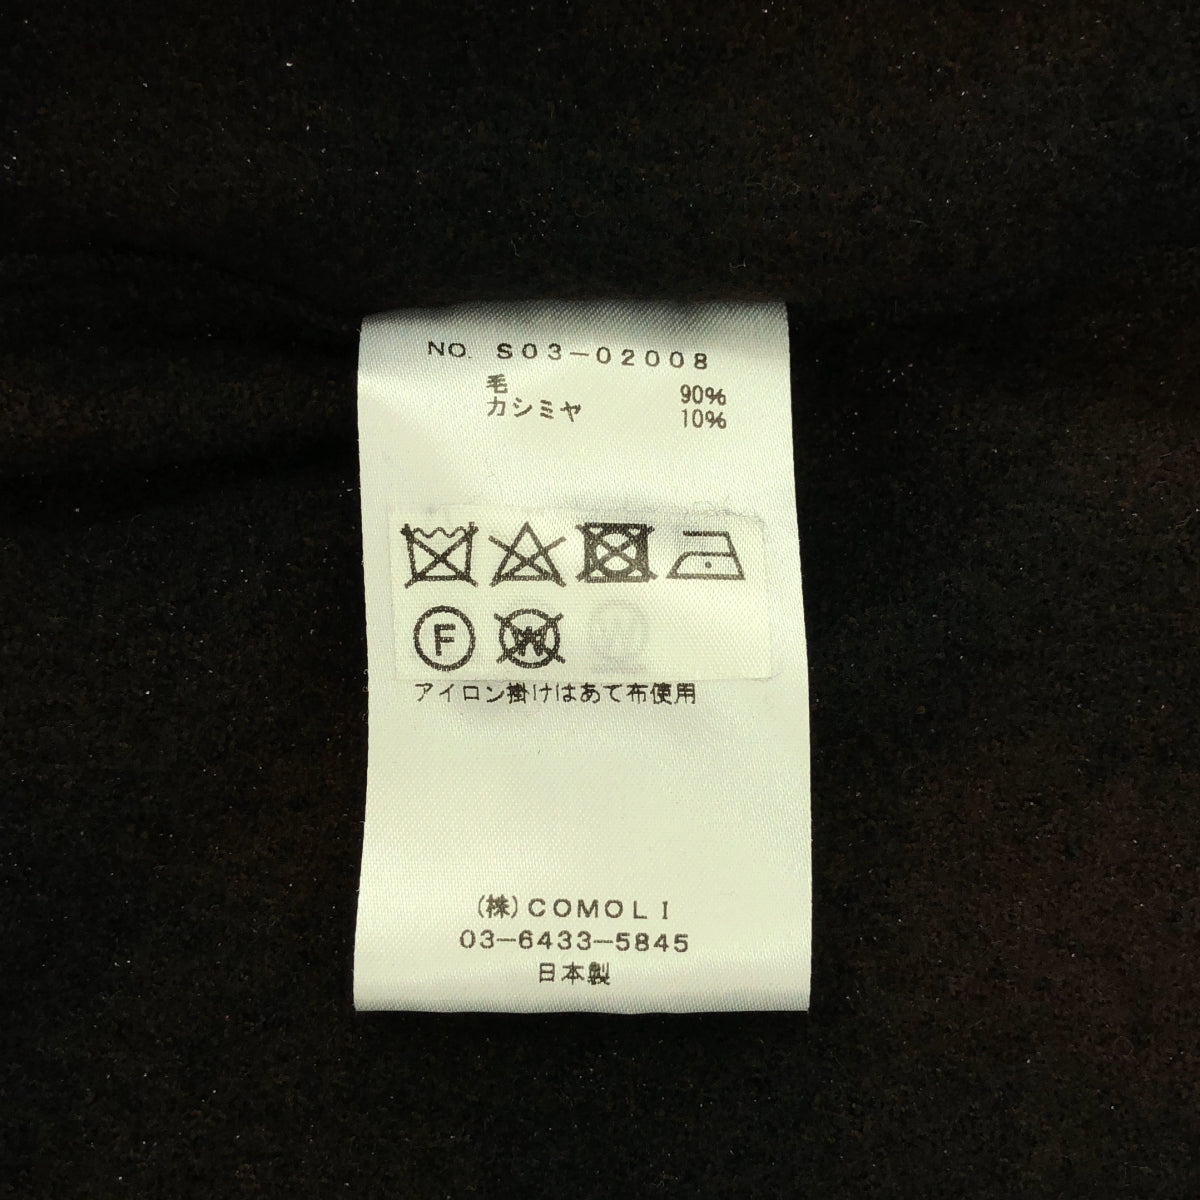 NO. S03-02008
毛 90%
カシミヤ 10%
F W W
アイロン掛けはあて布使用
(株)COMOLI
03-6433-5845
日本製